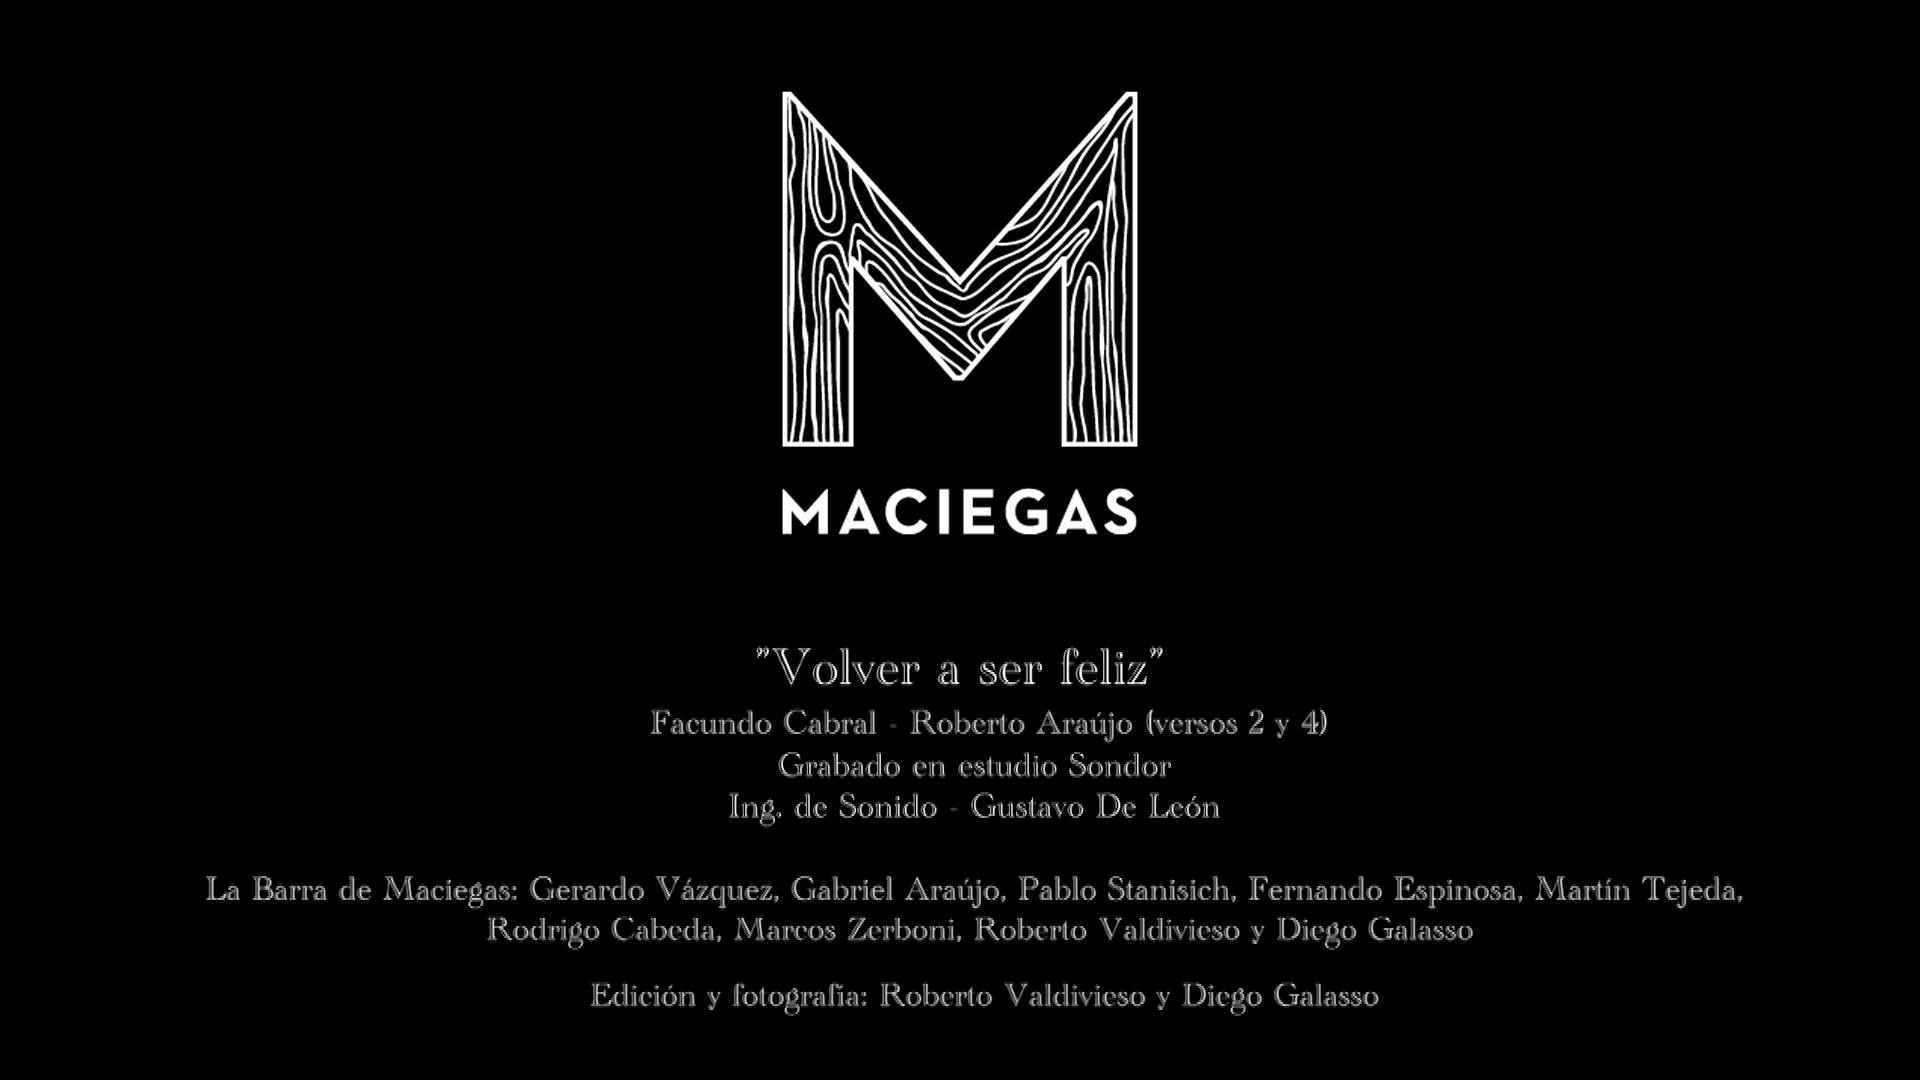 M
MACIEGAS
"Volver a ser feliz"
Facundo Cabral - Roberto Araújo (versos 2 y 4)
Grabado en estudio Sondor
Ing. de Sonido - Gustavo De León
La Barra de Maciegas: Gerardo Vázquez, Gabriel Araújo, Pablo Stanisich, Fernando Espinosa, Martín Tejeda,
Rodrigo Cabeda, Marcos Zerboni, Roberto Valdivieso y Diego Galasso
Edición y fotografia: Roberto Valdivieso y Diego Galasso